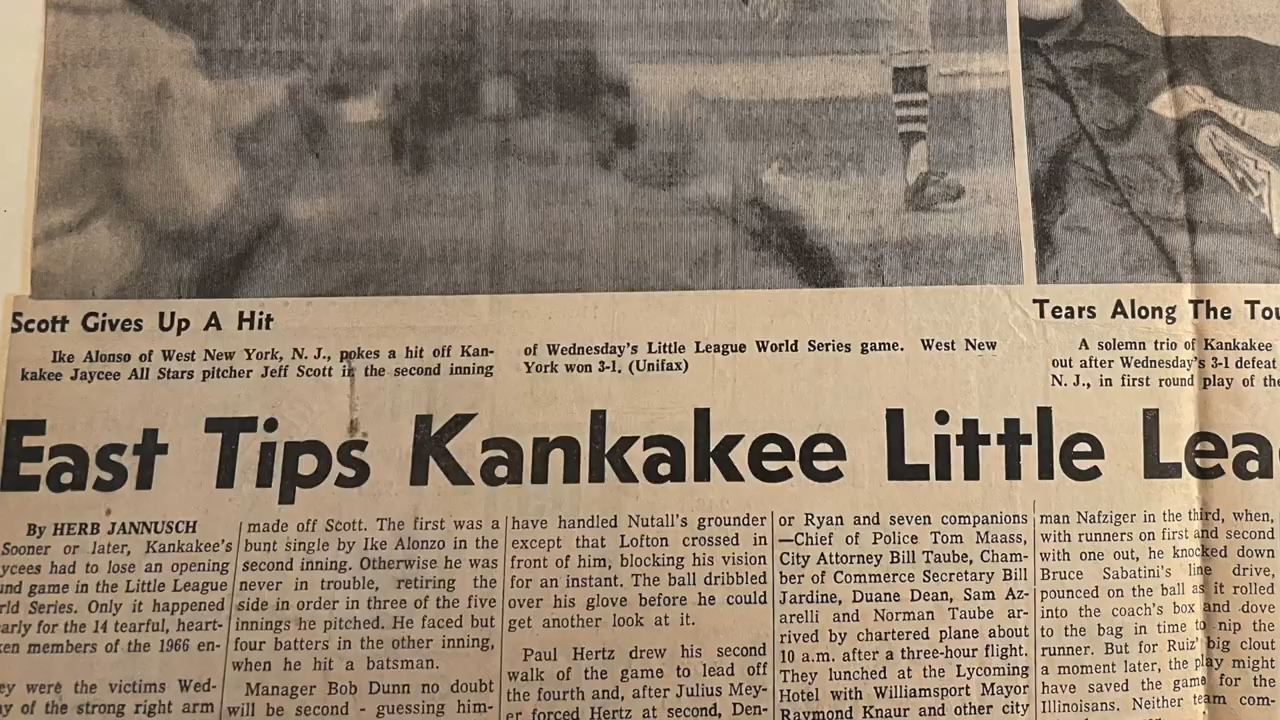 Scott Gives Up A Hit
Ike Alonso of West New York, N. J., pokes a hit off Kan-
kakee Jaycee All Stars pitcher Jeff Scott in the second inning
of Wednesday's Little League World Series game. West New
York won 3-1. (Unifax)
Tears Along The
A solemn trio of Kankakee
out after Wednesday's 3-1 defeat
N. J., in first round play of the
East Tips Kankakee Little
By HERB JANNUSCH
Sooner or later, Kankakee's
ycees had to lose an opening
und game in the Little League
rld Series. Only it happened
arly for the 14 tearful, heart-
ken members of the 1966 en-
ey were the victims Wed-
ay of the strong right arm
made off Scott. The first was a
bunt single by Ike Alonzo in the
second inning. Otherwise he was
never in trouble, retiring the
side in order in three of the five
innings he pitched. He faced but
four batters in the other inning,
when he hit a batsman.
Manager Bob Dunn no doubt
will be second - guessing him-
have handled Nutall's grounder
except that Lofton crossed in
front of him, blocking his vision
for an instant. The ball dribbled
over his glove before he could
get another look at it.
Paul Hertz drew his second
walk of the game to lead off
the fourth and, after Julius Mey-
er forced Hertz at second, Den-
or Ryan and seven companions
—Chief of Police Tom Maass,
City Attorney Bill Taube, Cham-
ber of Commerce Secretary Bill
Jardine, Duane Dean, Sam Az-
arelli and Norman Taube ar-
rived by chartered plane about
10 a.m. after a three-hour flight.
They lunched at the Lycoming
Hotel with Williamsport Mayor
Raymond Knaur and other city
man Nafziger in the third, when,
with runners on first and second
with one out, he knocked down
Bruce Sabatini's line drive,
pounced on the ball as it rolled
into the coach's box and dove
to the bag in time to nip the
runner. But for Ruiz' big clout
a moment later, the play might
have saved the game for the
Illinoisans. Neither team com-